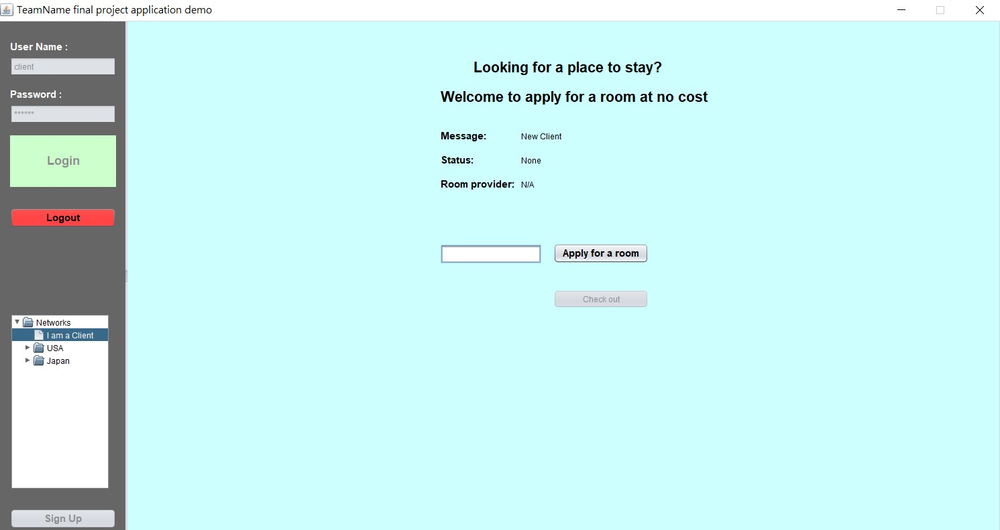 TeamName final project application demo
User Name :
client
Password :
******
Login
Logout
Networks
I am a Client
USA
Japan
Sign Up
Looking for a place to stay?
Welcome to apply for a room at no cost
Message: New Client
Status: None
Room provider: N/A
Apply for a room
Check out